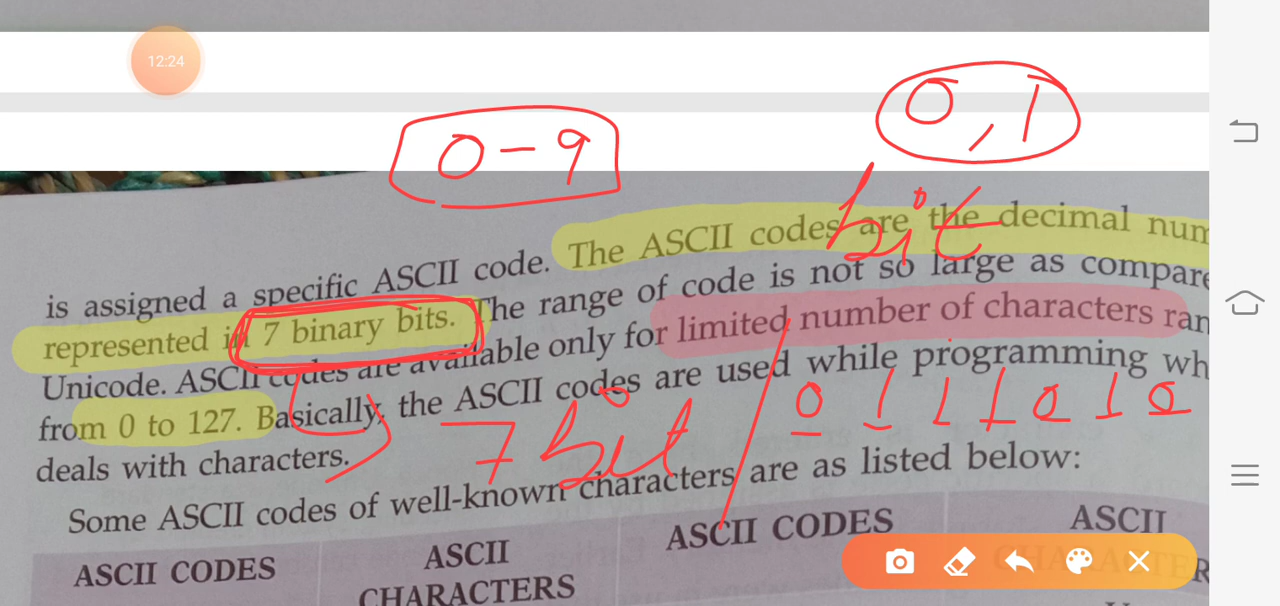 12:24
0 , 1
0 - 9
bit
is assigned a specific ASCII code. The ASCII codes are the decimal num
represented in 7 binary bits. The range of code is not so large as compare
Unicode. ASCII codes are available only for limited number of characters ran
from 0 to 127. Basically, the ASCII codes are used while programming wh
deals with characters.
7 bit / 0 1 1 1 0 1 0
Some ASCII codes of well-known characters are as listed below:
ASCII CODES ASCII CHARACTERS ASCII CODES ASCII